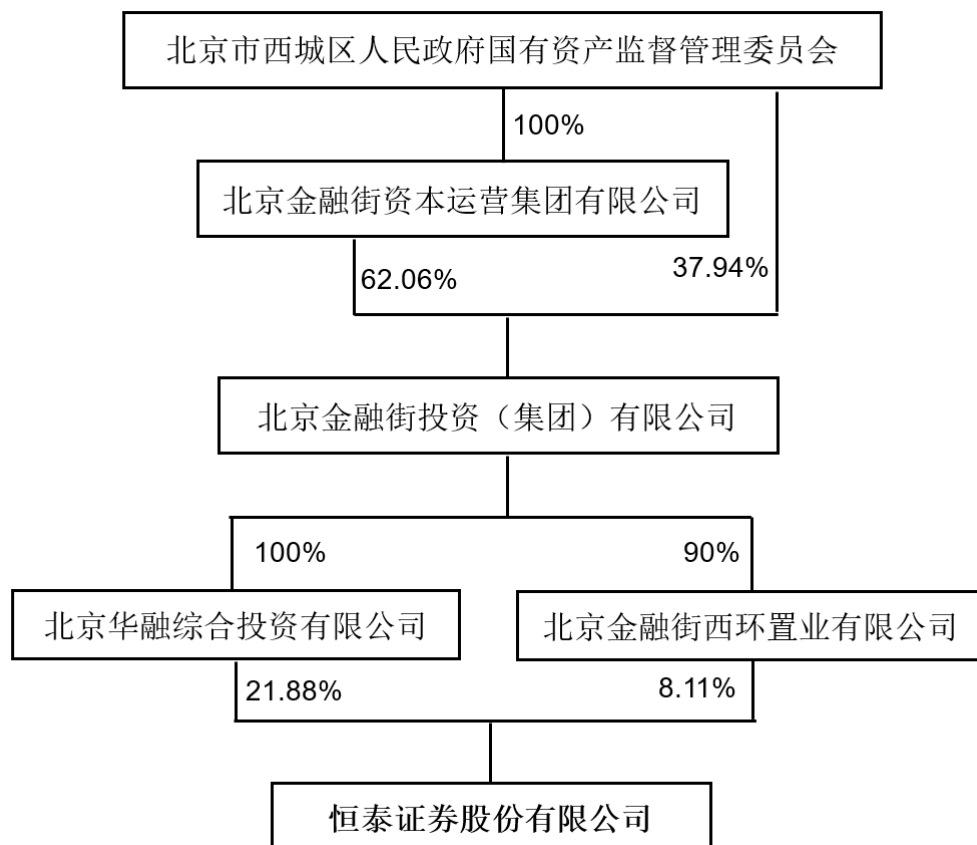 北京市西城区人民政府国有资产监督管理委员会
100%
北京金融街资本运营集团有限公司
62.06%
37.94%
北京金融街投资（集团）有限公司
100%
90%
北京华融综合投资有限公司
北京金融街西环置业有限公司
21.88%
8.11%
恒泰证券股份有限公司